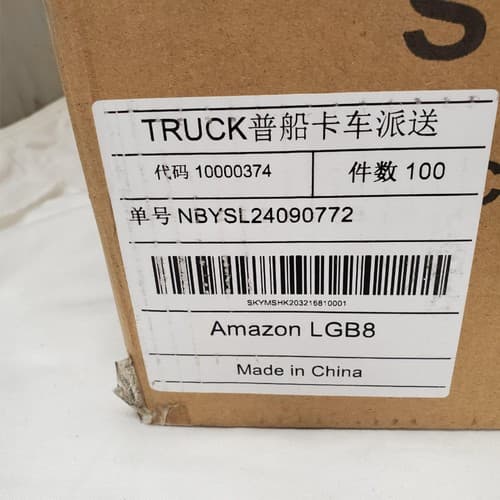 S
TRUCK普船卡车派送
代码 10000374
件数 100
单号 NBYSL24090772
SKYMSHK203216810001
Amazon LGB8
Made in China